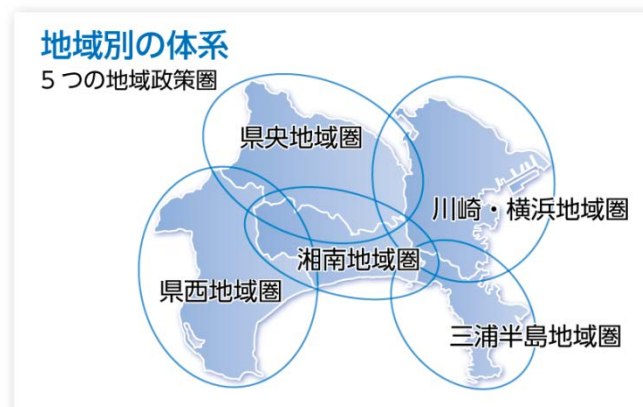 地域別の体系
5つの地域政策圏
県央地域圏
川崎・横浜地域圏
湘南地域圏
県西地域圏
三浦半島地域圏